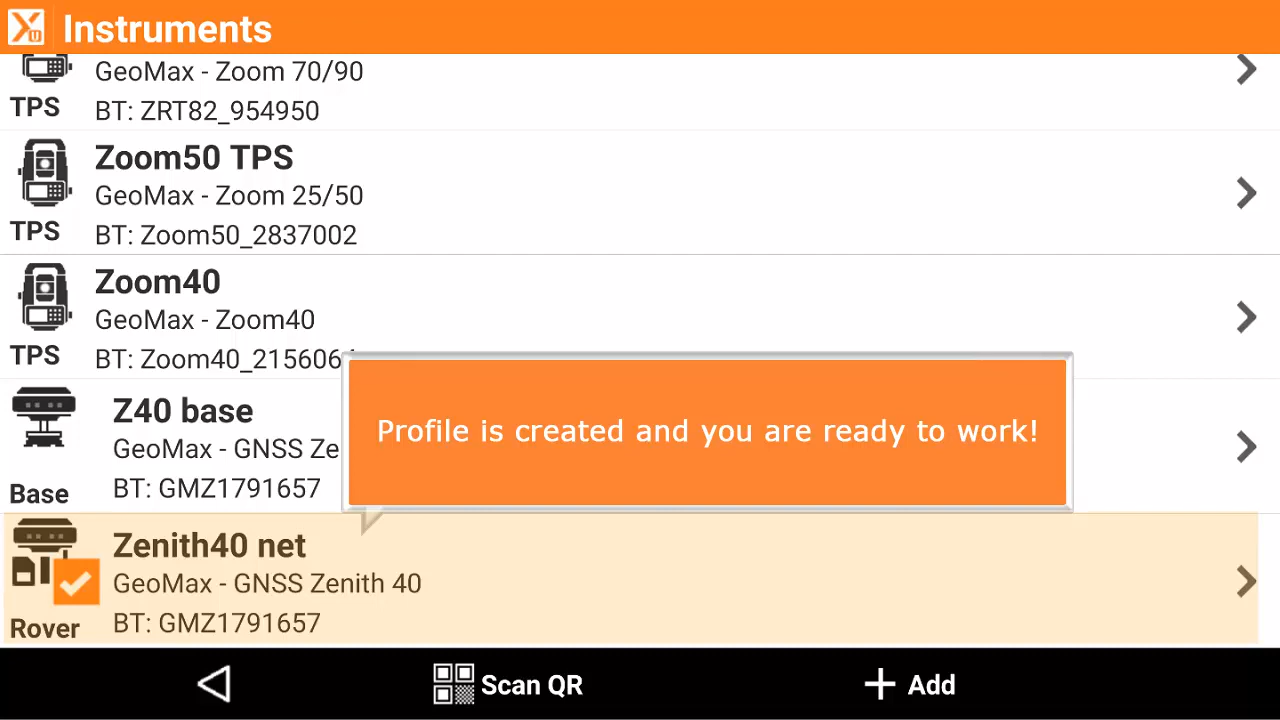 Instruments
GeoMax - Zoom 70/90
TPS
BT: ZRT82_954950
Zoom50 TPS
GeoMax - Zoom 25/50
TPS
BT: Zoom50_2837002
Zoom40
GeoMax - Zoom40
TPS
BT: Zoom40_215606
Profile is created and you are ready to work!
Z40 base
GeoMax - GNSS Ze
BT: GMZ1791657
Base
Zenith40 net
GeoMax - GNSS Zenith 40
BT: GMZ1791657
Rover
Scan QR
Add